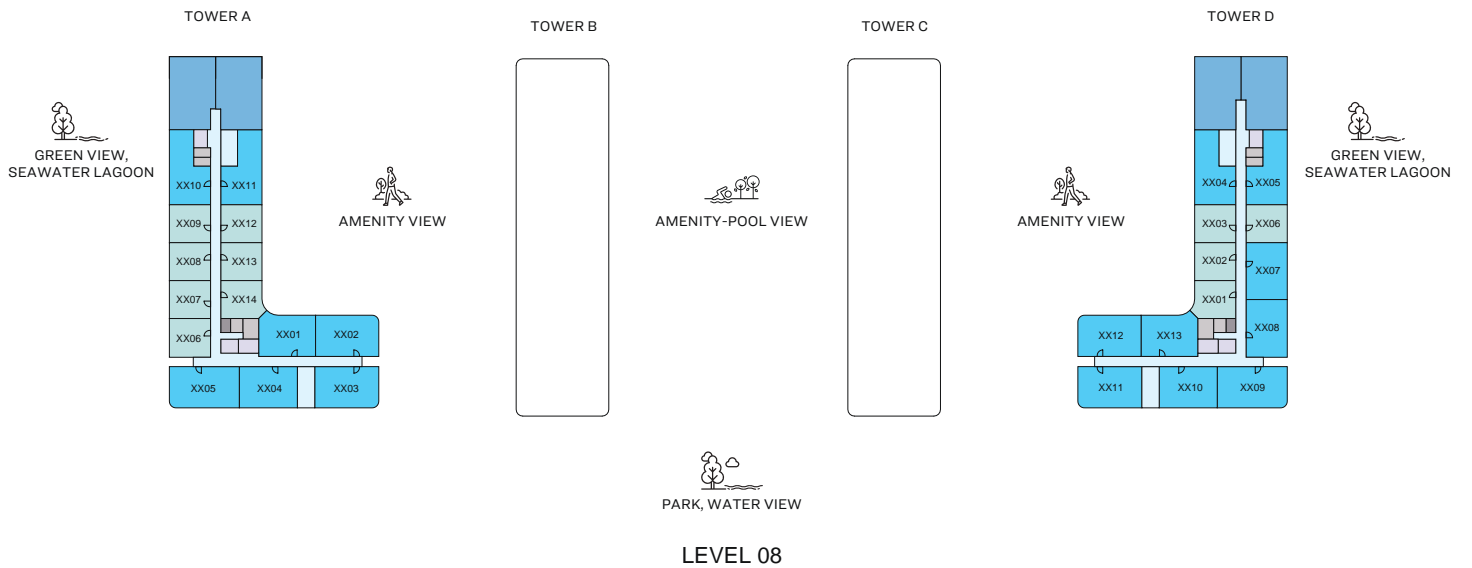 TOWER A
TOWER B
TOWER C
TOWER D
GREEN VIEW,
SEAWATER LAGOON
AMENITY VIEW
AMENITY-POOL VIEW
AMENITY VIEW
GREEN VIEW,
SEAWATER LAGOON
XX10
XX11
XX09
XX12
XX08
XX13
XX07
XX14
XX06
XX01
XX02
XX05
XX04
XX03
XX04
XX05
XX03
XX06
XX02
XX07
XX01
XX08
XX12
XX13
XX11
XX10
XX09
PARK, WATER VIEW
LEVEL 08